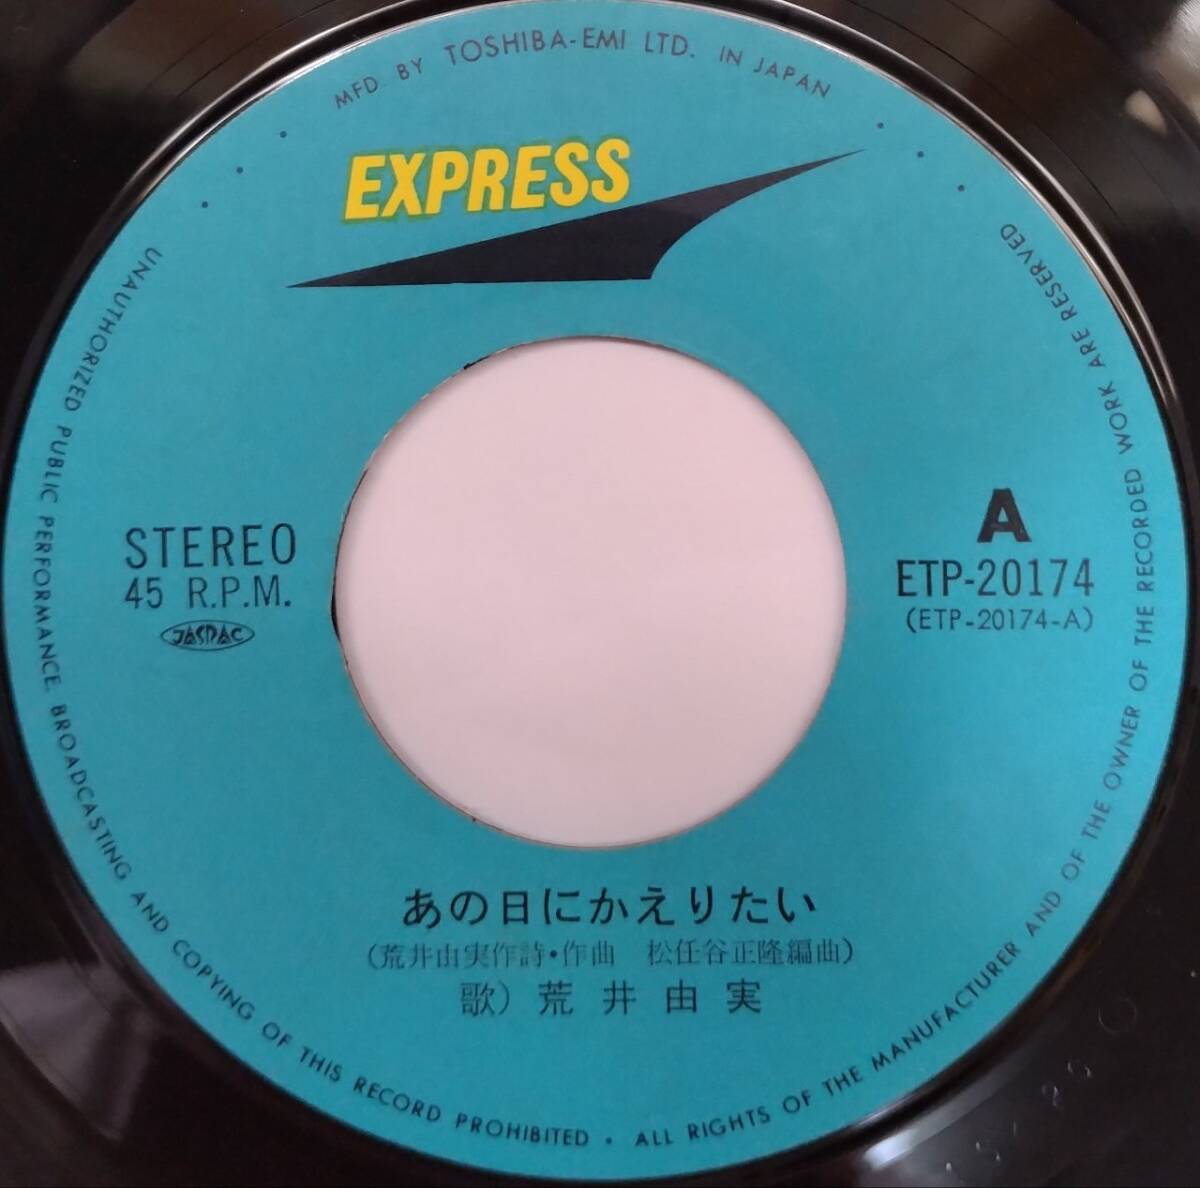 MFD. BY TOSHIBA-EMI LTD. IN JAPAN
EXPRESS
STEREO
45 R.P.M.
JASRAC
A
ETP-20174
(ETP-20174-A)
あの日にかえりたい
(荒井由実作詩・作曲 松任谷正隆編曲)
歌) 荒井由実
UNAUTHORIZED PUBLIC PERFORMANCE, BROADCASTING AND COPYING OF THIS RECORD PROHIBITED • ALL RIGHTS OF THE MANUFACTURER AND OF THE OWNER OF THE RECORDED WORK ARE RESERVED